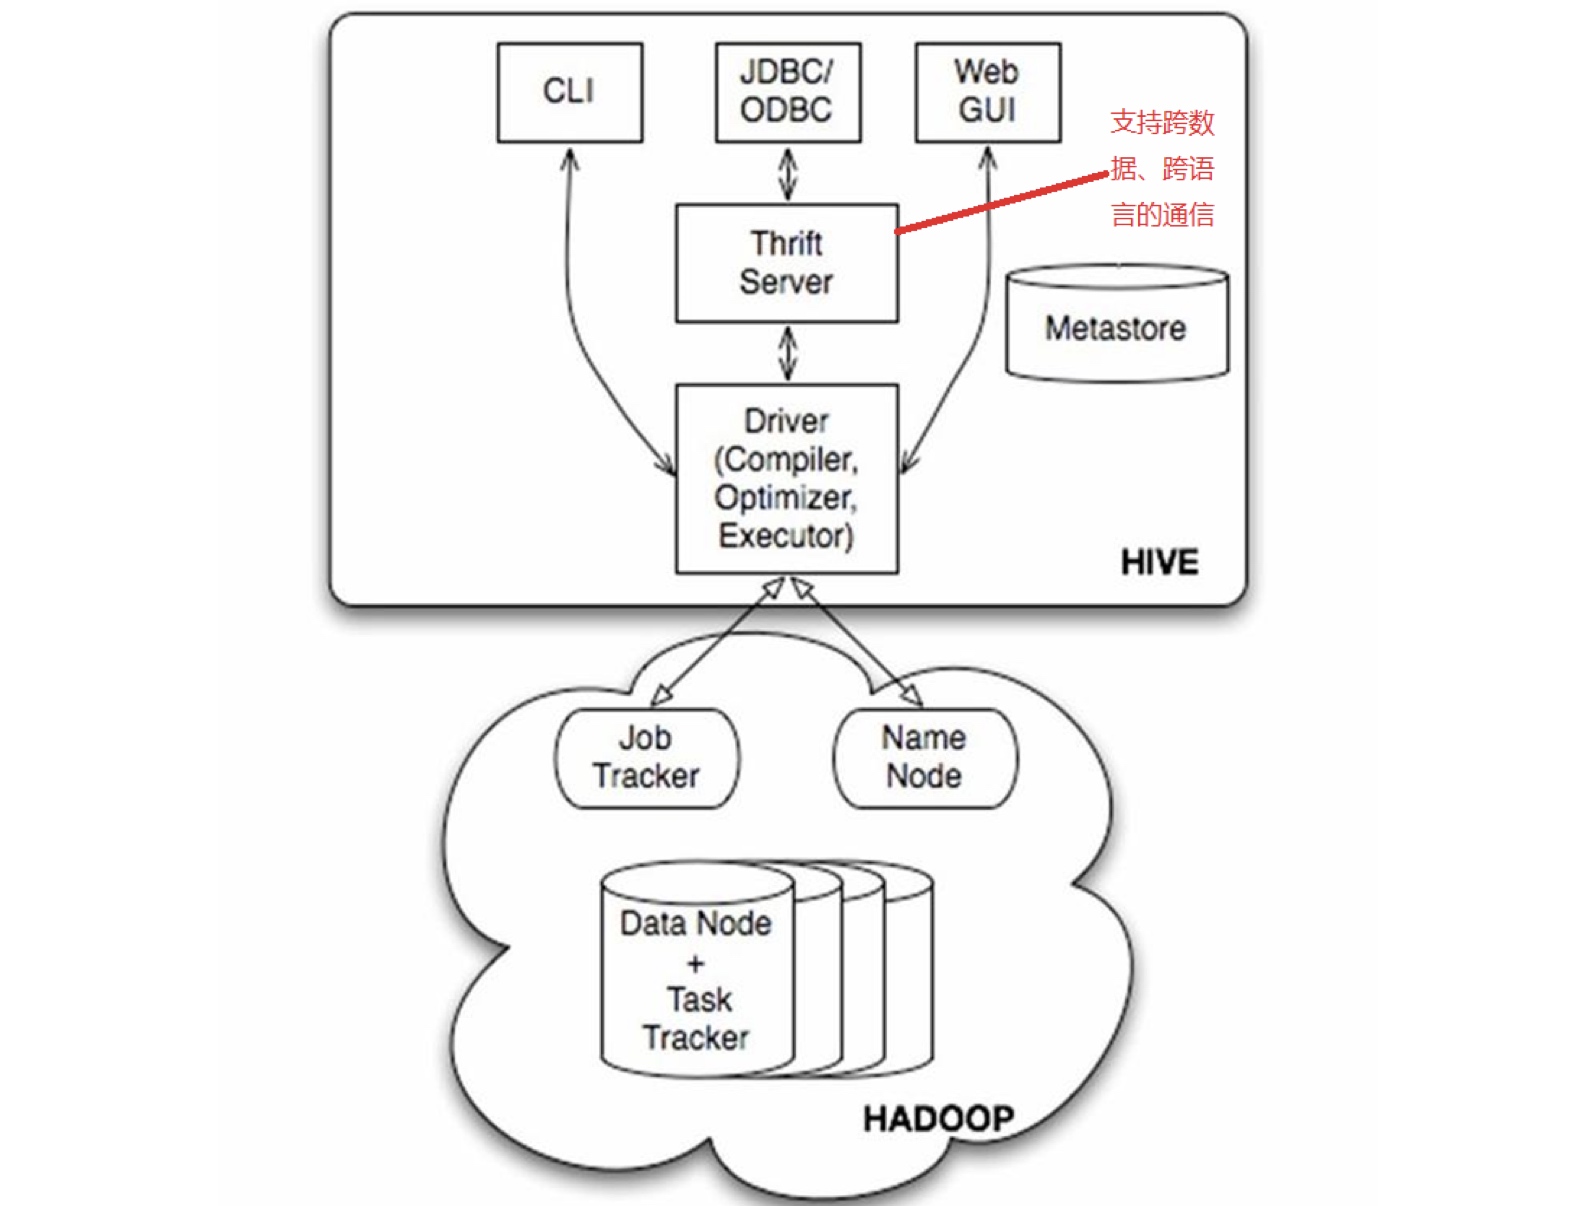 CLI
JDBC/
ODBC
Web
GUI
支持跨数
据、跨语
言的通信
Thrift
Server
Metastore
Driver
(Compiler,
Optimizer,
Executor)
HIVE
Job
Tracker
Name
Node
Data Node
+
Task
Tracker
HADOOP